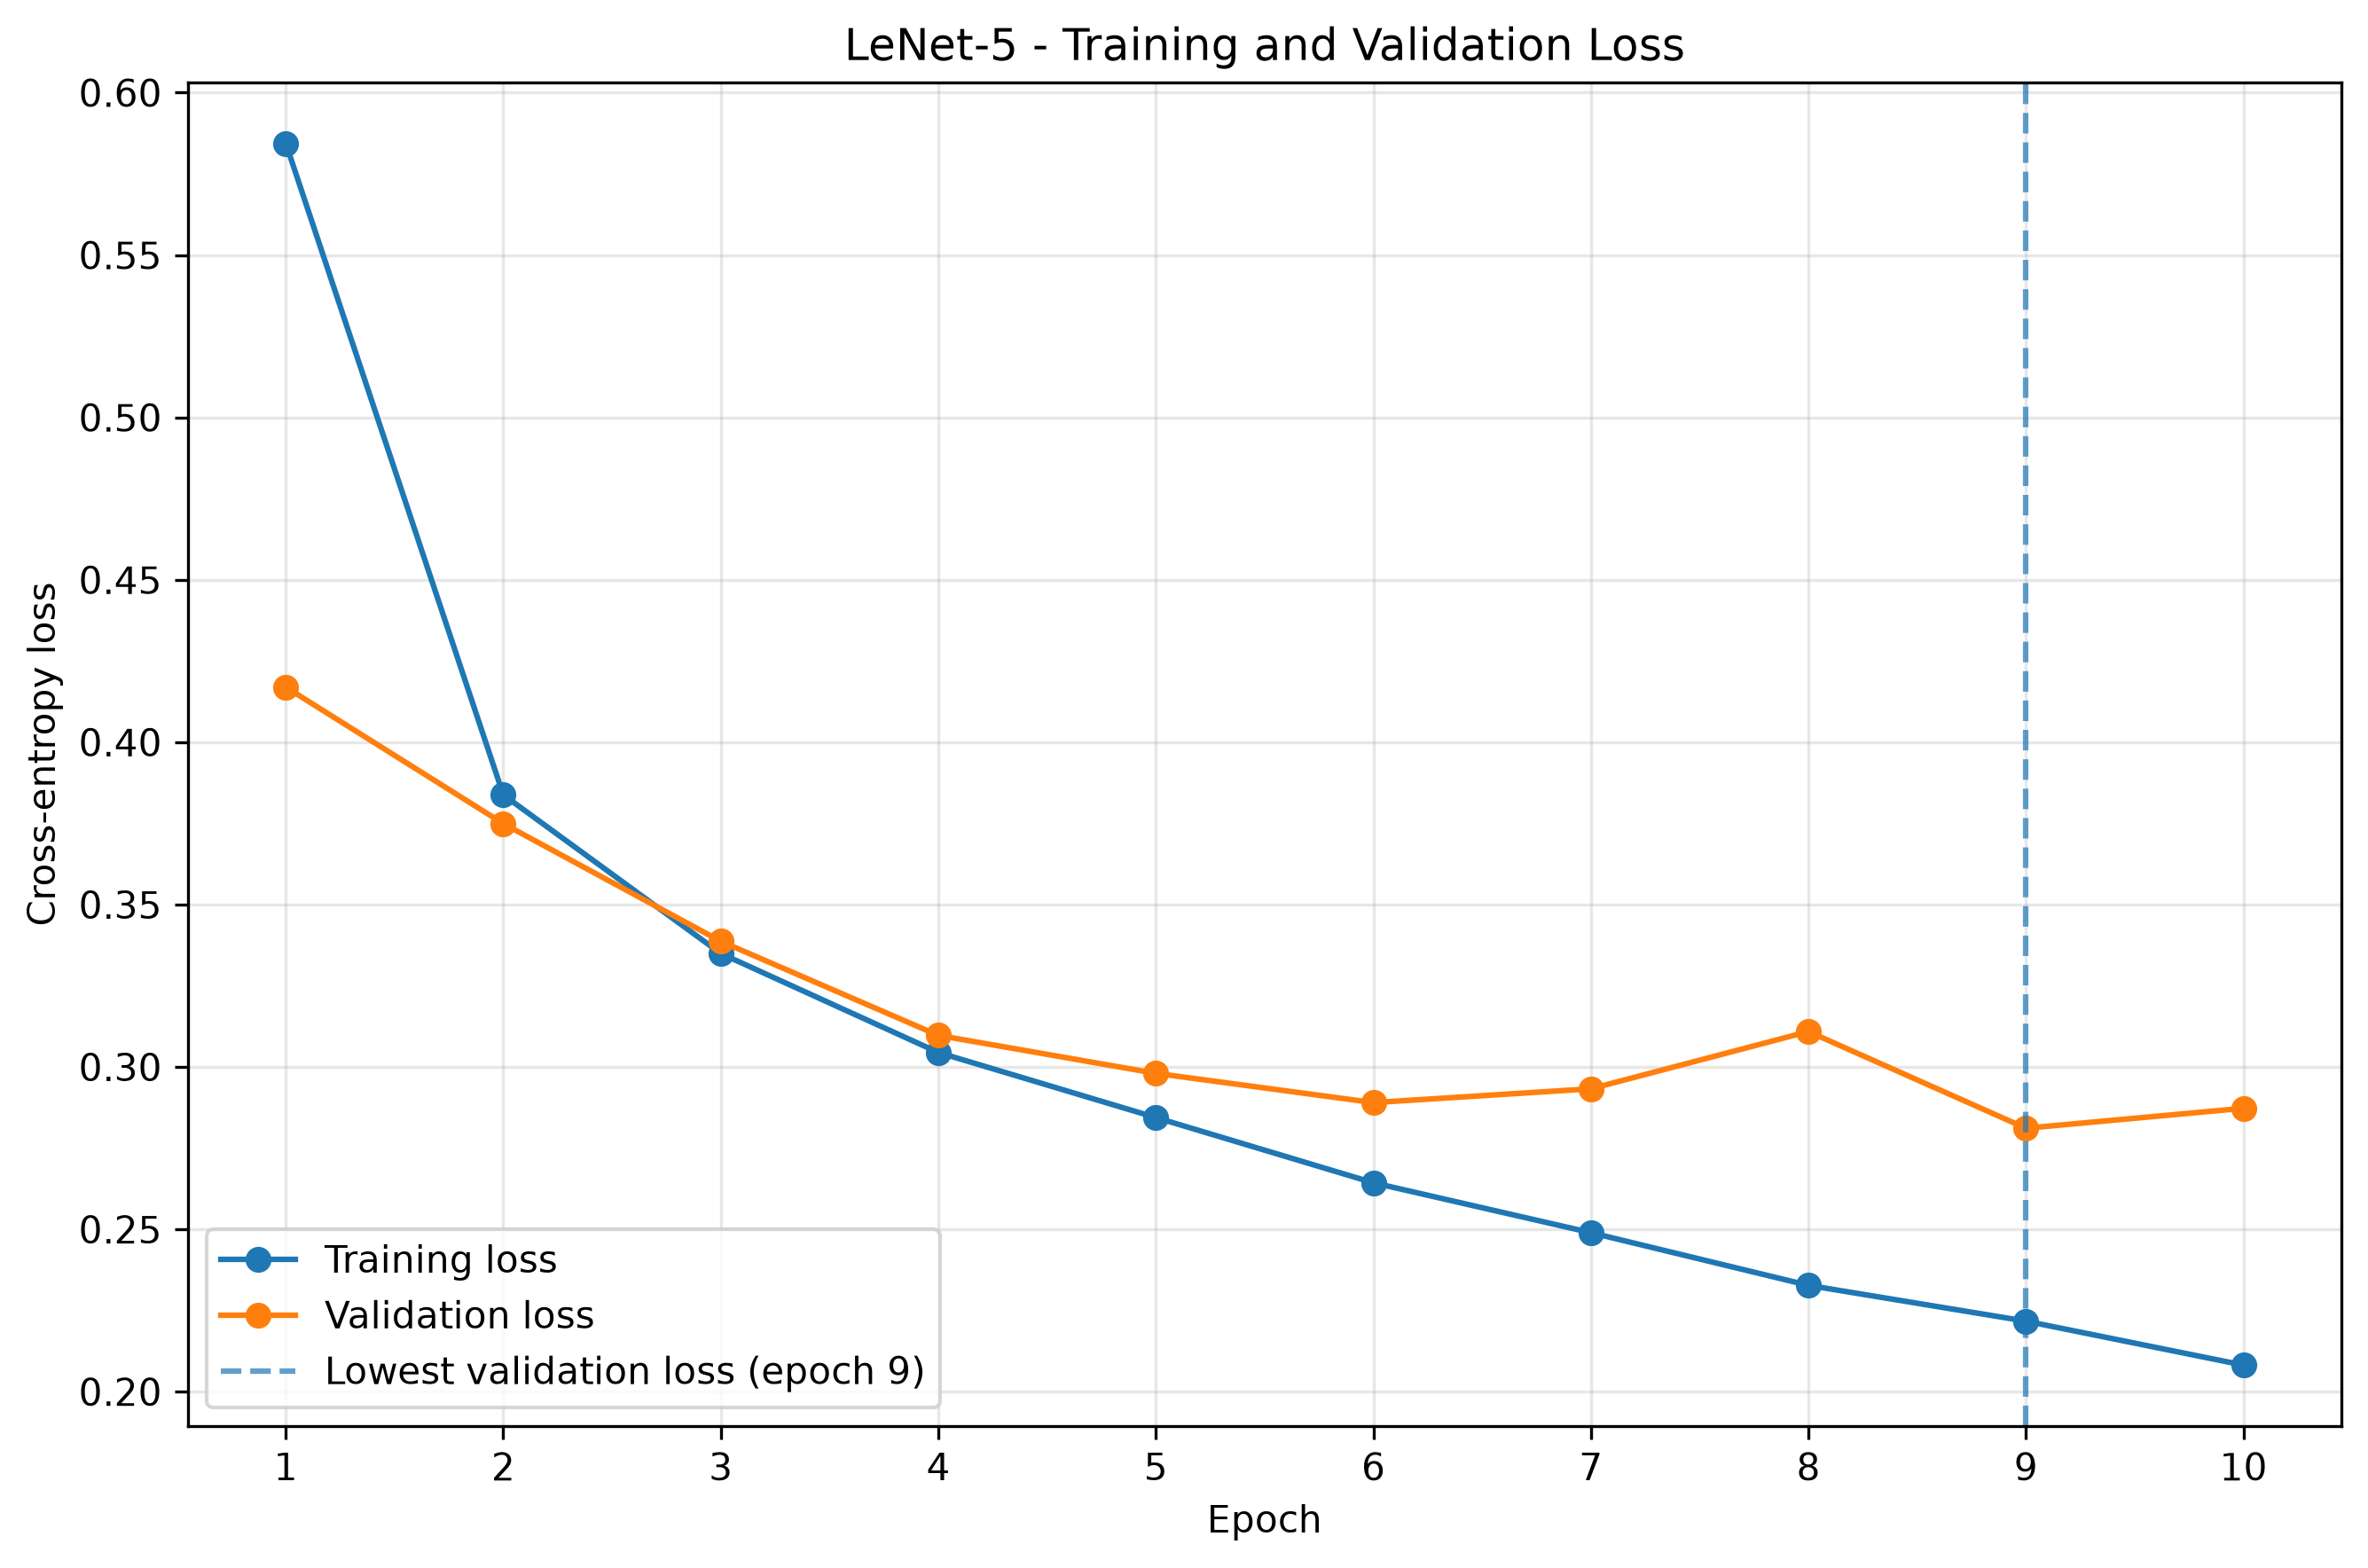 LeNet-5 - Training and Validation Loss
Cross-entropy loss
0.60
0.55
0.50
0.45
0.40
0.35
0.30
0.25
0.20
Training loss
Validation loss
Lowest validation loss (epoch 9)
1 2 3 4 5 6 7 8 9 10
Epoch